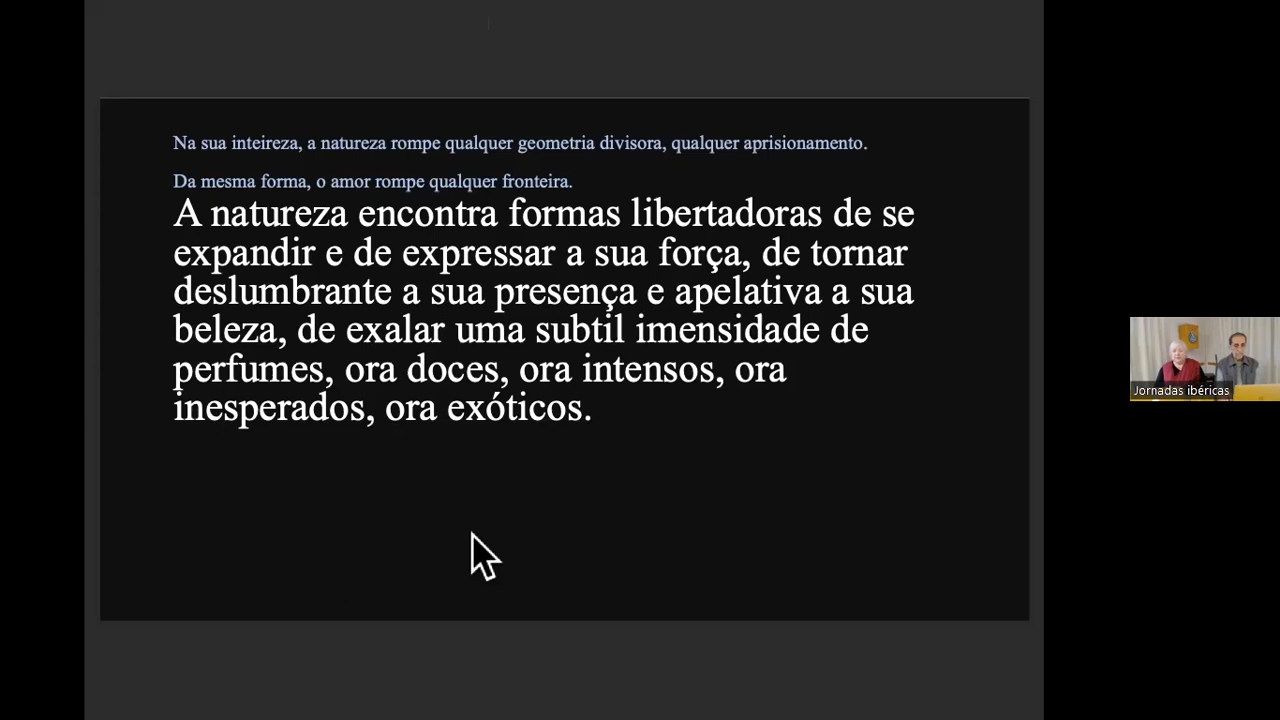 Na sua inteireza, a natureza rompe qualquer geometria divisora, qualquer aprisionamento.
Da mesma forma, o amor rompe qualquer fronteira.
A natureza encontra formas libertadoras de se
expandir e de expressar a sua força, de tornar
deslumbrante a sua presença e apelativa a sua
beleza, de exalar uma subtil imensidade de
perfumes, ora doces, ora intensos, ora
inesperados, ora exóticos.
Jornadas ibéricas